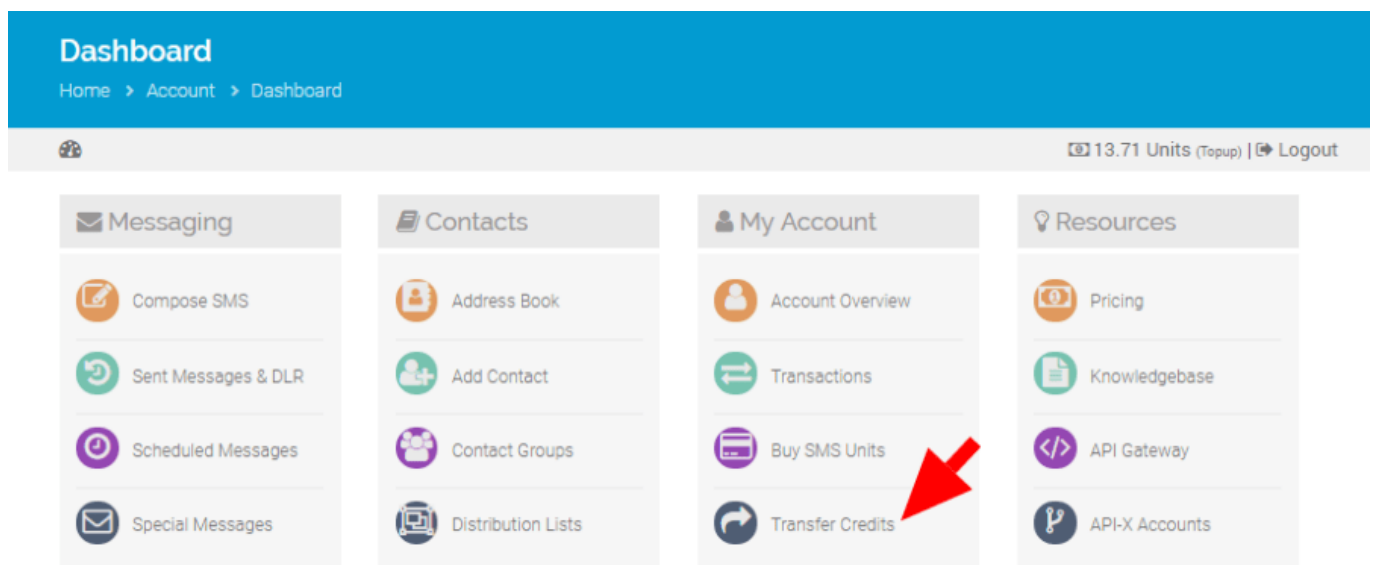 Dashboard
Home > Account > Dashboard
13.71 Units (Topup) | Logout
Messaging
Compose SMS
Sent Messages & DLR
Scheduled Messages
Special Messages
Contacts
Address Book
Add Contact
Contact Groups
Distribution Lists
My Account
Account Overview
Transactions
Buy SMS Units
Transfer Credits
Resources
Pricing
Knowledgebase
API Gateway
API-X Accounts